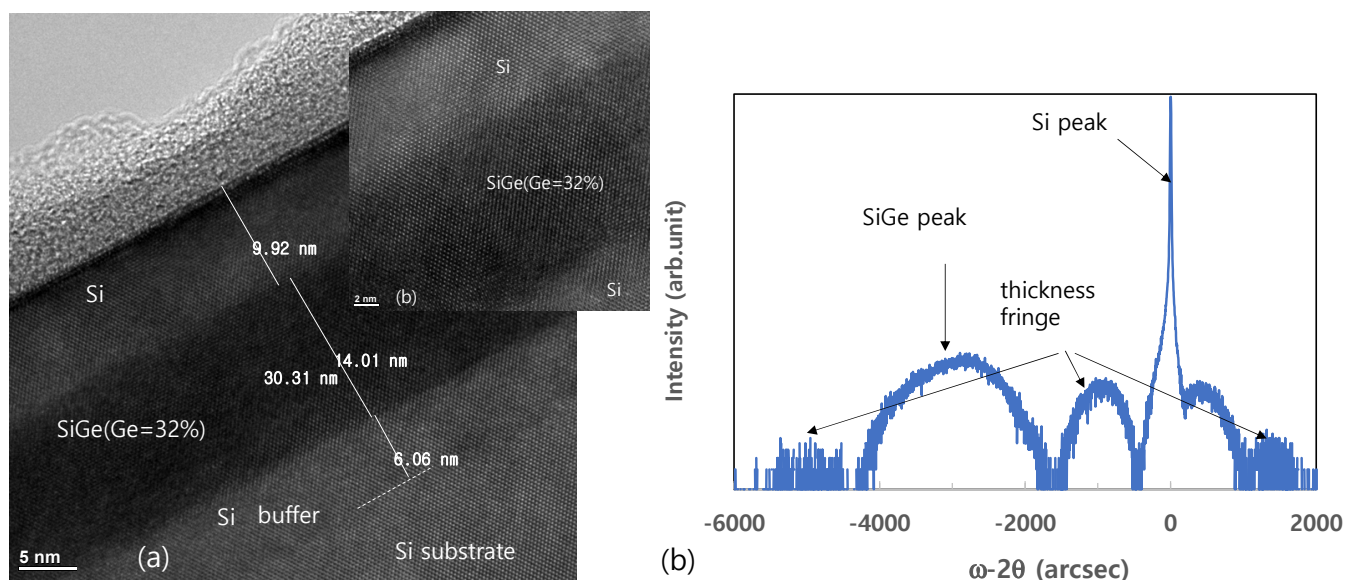 Si
SiGe(Ge=32%)
Si
2 nm
(b)
9.92 nm
Si
14.01 nm
30.31 nm
SiGe(Ge=32%)
6.06 nm
Si buffer
Si substrate
5 nm
(a)
Intensity (arb.unit)
Si peak
SiGe peak
thickness
fringe
-6000 -4000 -2000 0 2000
ω-2θ (arcsec)
(b)